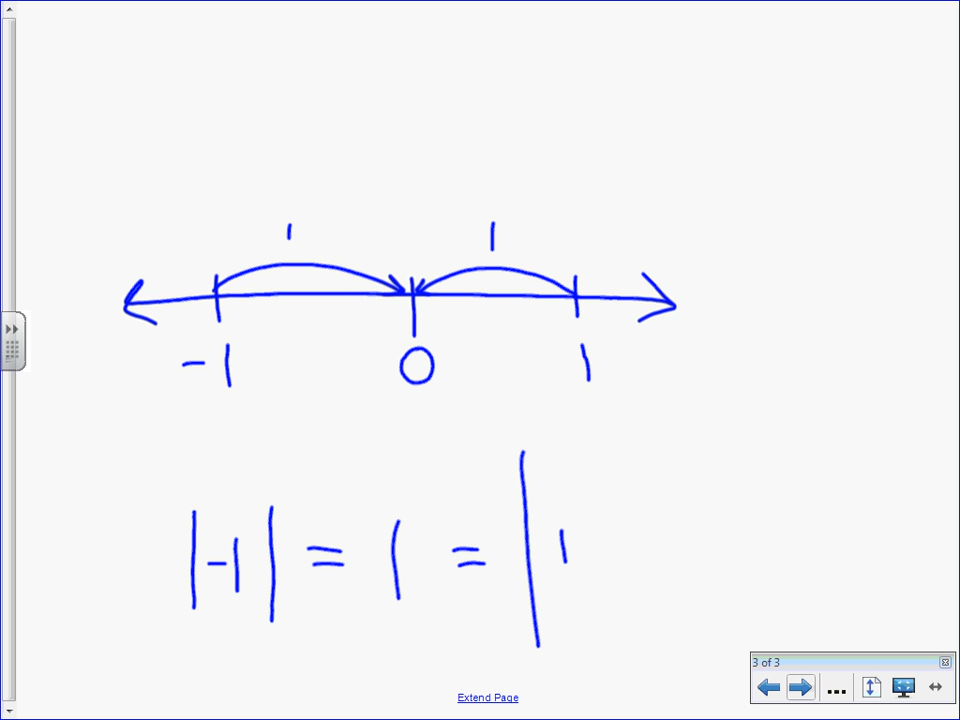 1 1
-1 0 1
|-1| = 1 = |1
3 of 3
...
Extend Page